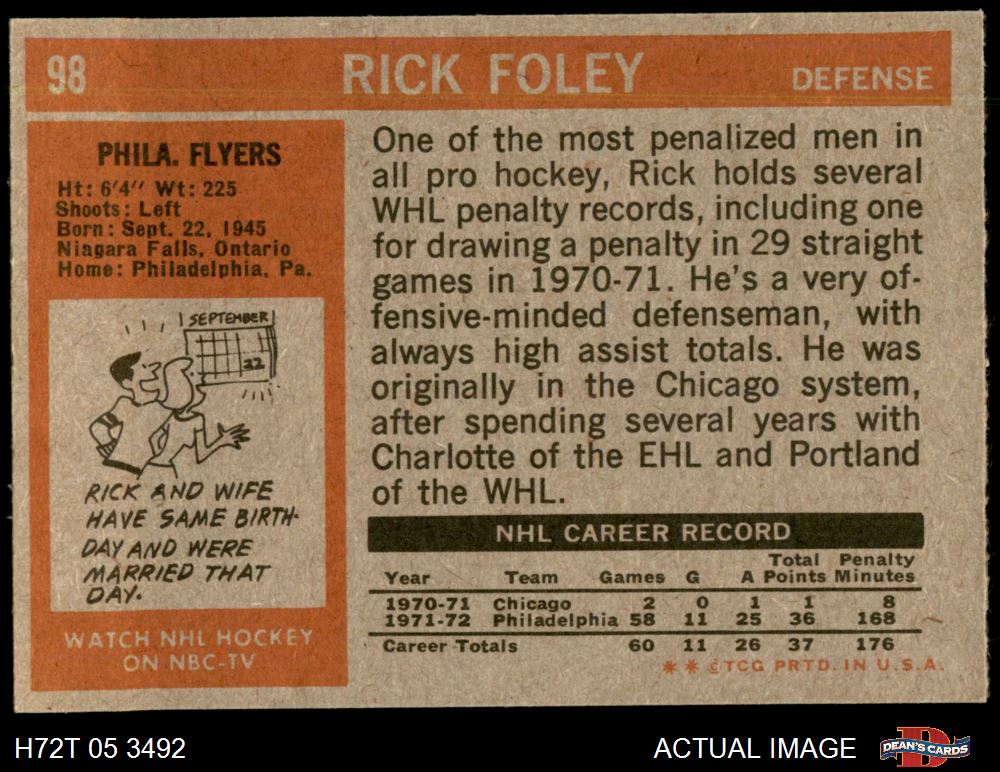 98 RICK FOLEY DEFENSE
PHILA. FLYERS
Ht: 6'4" Wt: 225
Shoots: Left
Born: Sept. 22, 1945
Niagara Falls, Ontario
Home: Philadelphia, Pa.
SEPTEMBER
22
RICK AND WIFE
HAVE SAME BIRTH-
DAY AND WERE
MARRIED THAT
DAY.
WATCH NHL HOCKEY
ON NBC-TV
One of the most penalized men in
all pro hockey, Rick holds several
WHL penalty records, including one
for drawing a penalty in 29 straight
games in 1970-71. He's a very of-
fensive-minded defenseman, with
always high assist totals. He was
originally in the Chicago system,
after spending several years with
Charlotte of the EHL and Portland
of the WHL.
NHL CAREER RECORD
Total Penalty
Year Team Games G A Points Minutes
1970-71 Chicago 2 0 1 1 8
1971-72 Philadelphia 58 11 25 36 168
Career Totals 60 11 26 37 176
* * © TCG PRTD. IN U.S.A.
H72T 05 3492 ACTUAL IMAGE DEAN'S CARDS